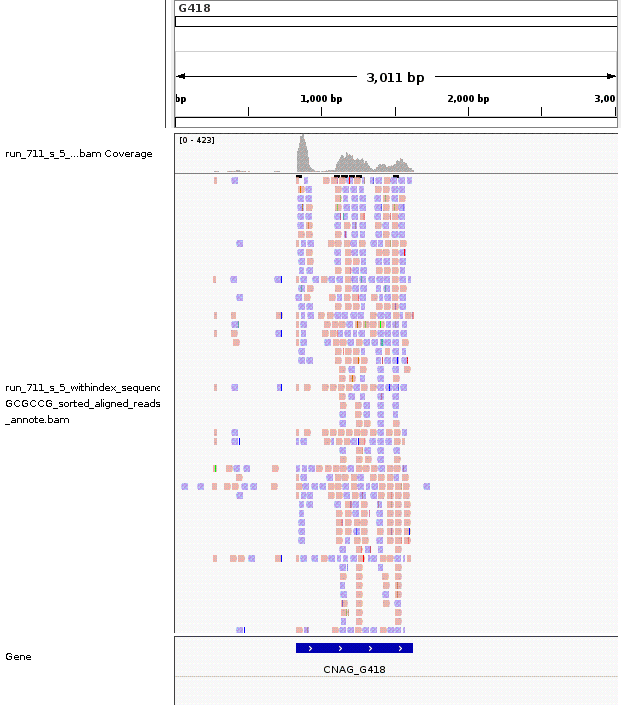 G418
3,011 bp
bp 1,000 bp 2,000 bp 3,00
[0 - 423]
run_711_s_5_...bam Coverage
run_711_s_5_withindex_sequenc
GCGCCG_sorted_aligned_reads
_annote.bam
Gene
CNAG_G418